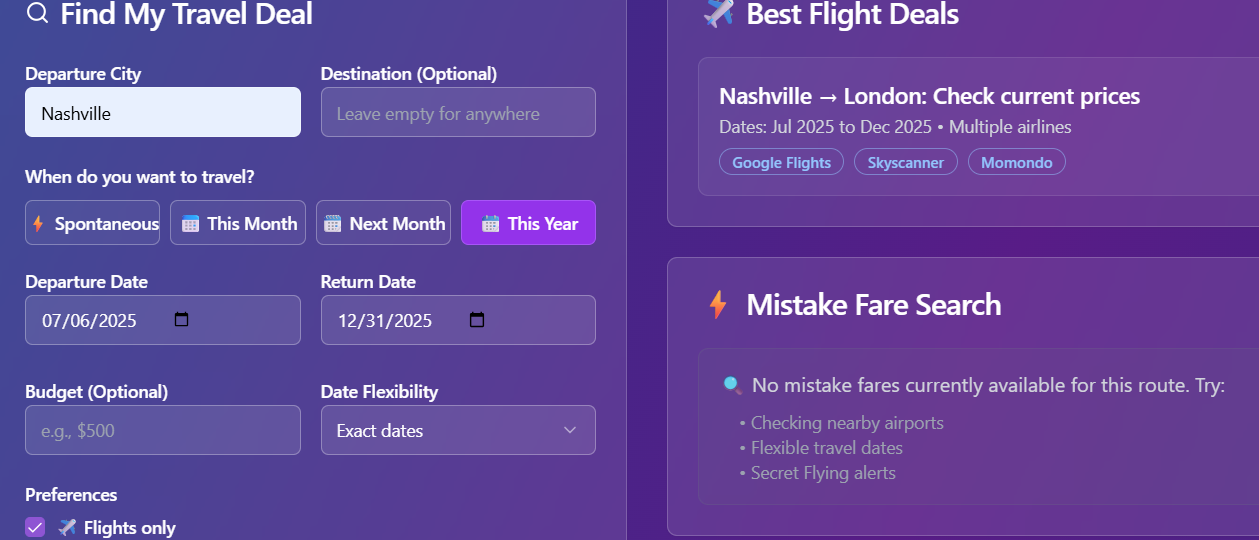 Find My Travel Deal
Departure City
Destination (Optional)
Nashville
Leave empty for anywhere
When do you want to travel?
Spontaneous
This Month
Next Month
This Year
Departure Date
Return Date
07/06/2025
12/31/2025
Budget (Optional)
Date Flexibility
e.g., $500
Exact dates
Preferences
Flights only
Best Flight Deals
Nashville → London: Check current prices
Dates: Jul 2025 to Dec 2025 • Multiple airlines
Google Flights
Skyscanner
Momondo
Mistake Fare Search
No mistake fares currently available for this route. Try:
• Checking nearby airports
• Flexible travel dates
• Secret Flying alerts